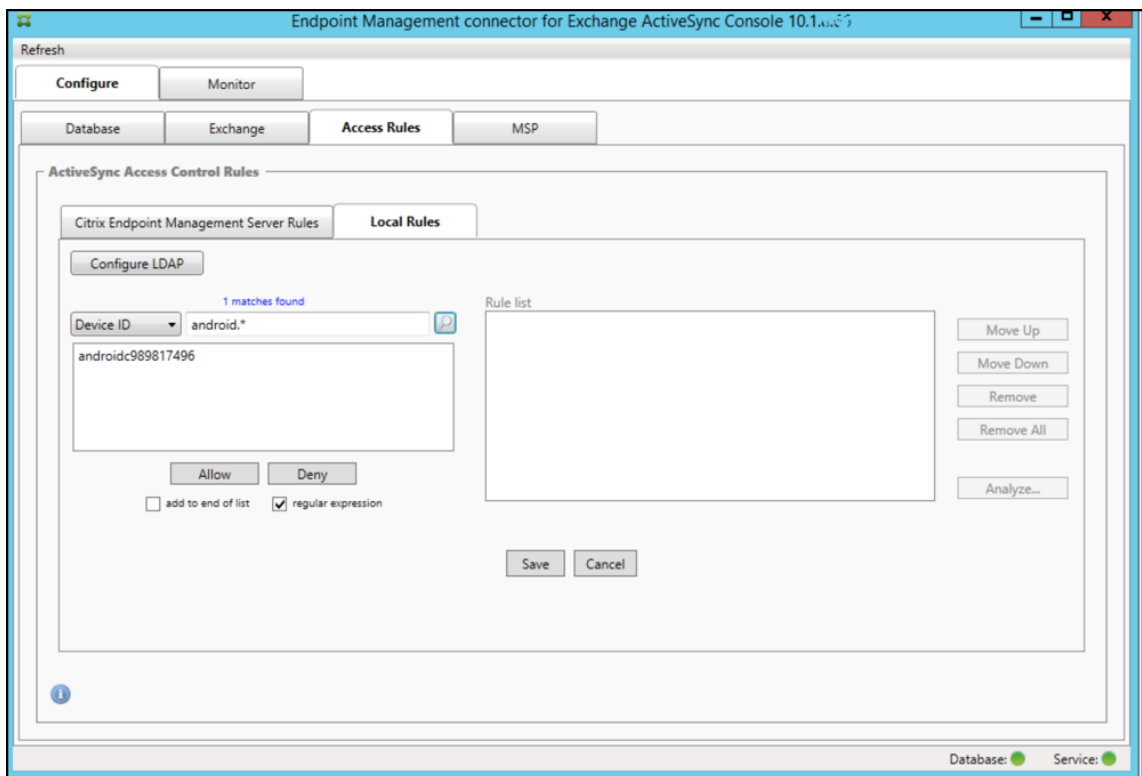 Endpoint Management connector for Exchange ActiveSync Console
Refresh
Configure Monitor
Database Exchange Access Rules MSP
ActiveSync Access Control Rules
Citrix Endpoint Management Server Rules Local Rules
Configure LDAP
1 matches found
Rule list
Device ID android.*
androidc989817496
Move Up
Move Down
Remove
Remove All
Allow Deny
Analyze...
add to end of list regular expression
Save Cancel
Database: Service: